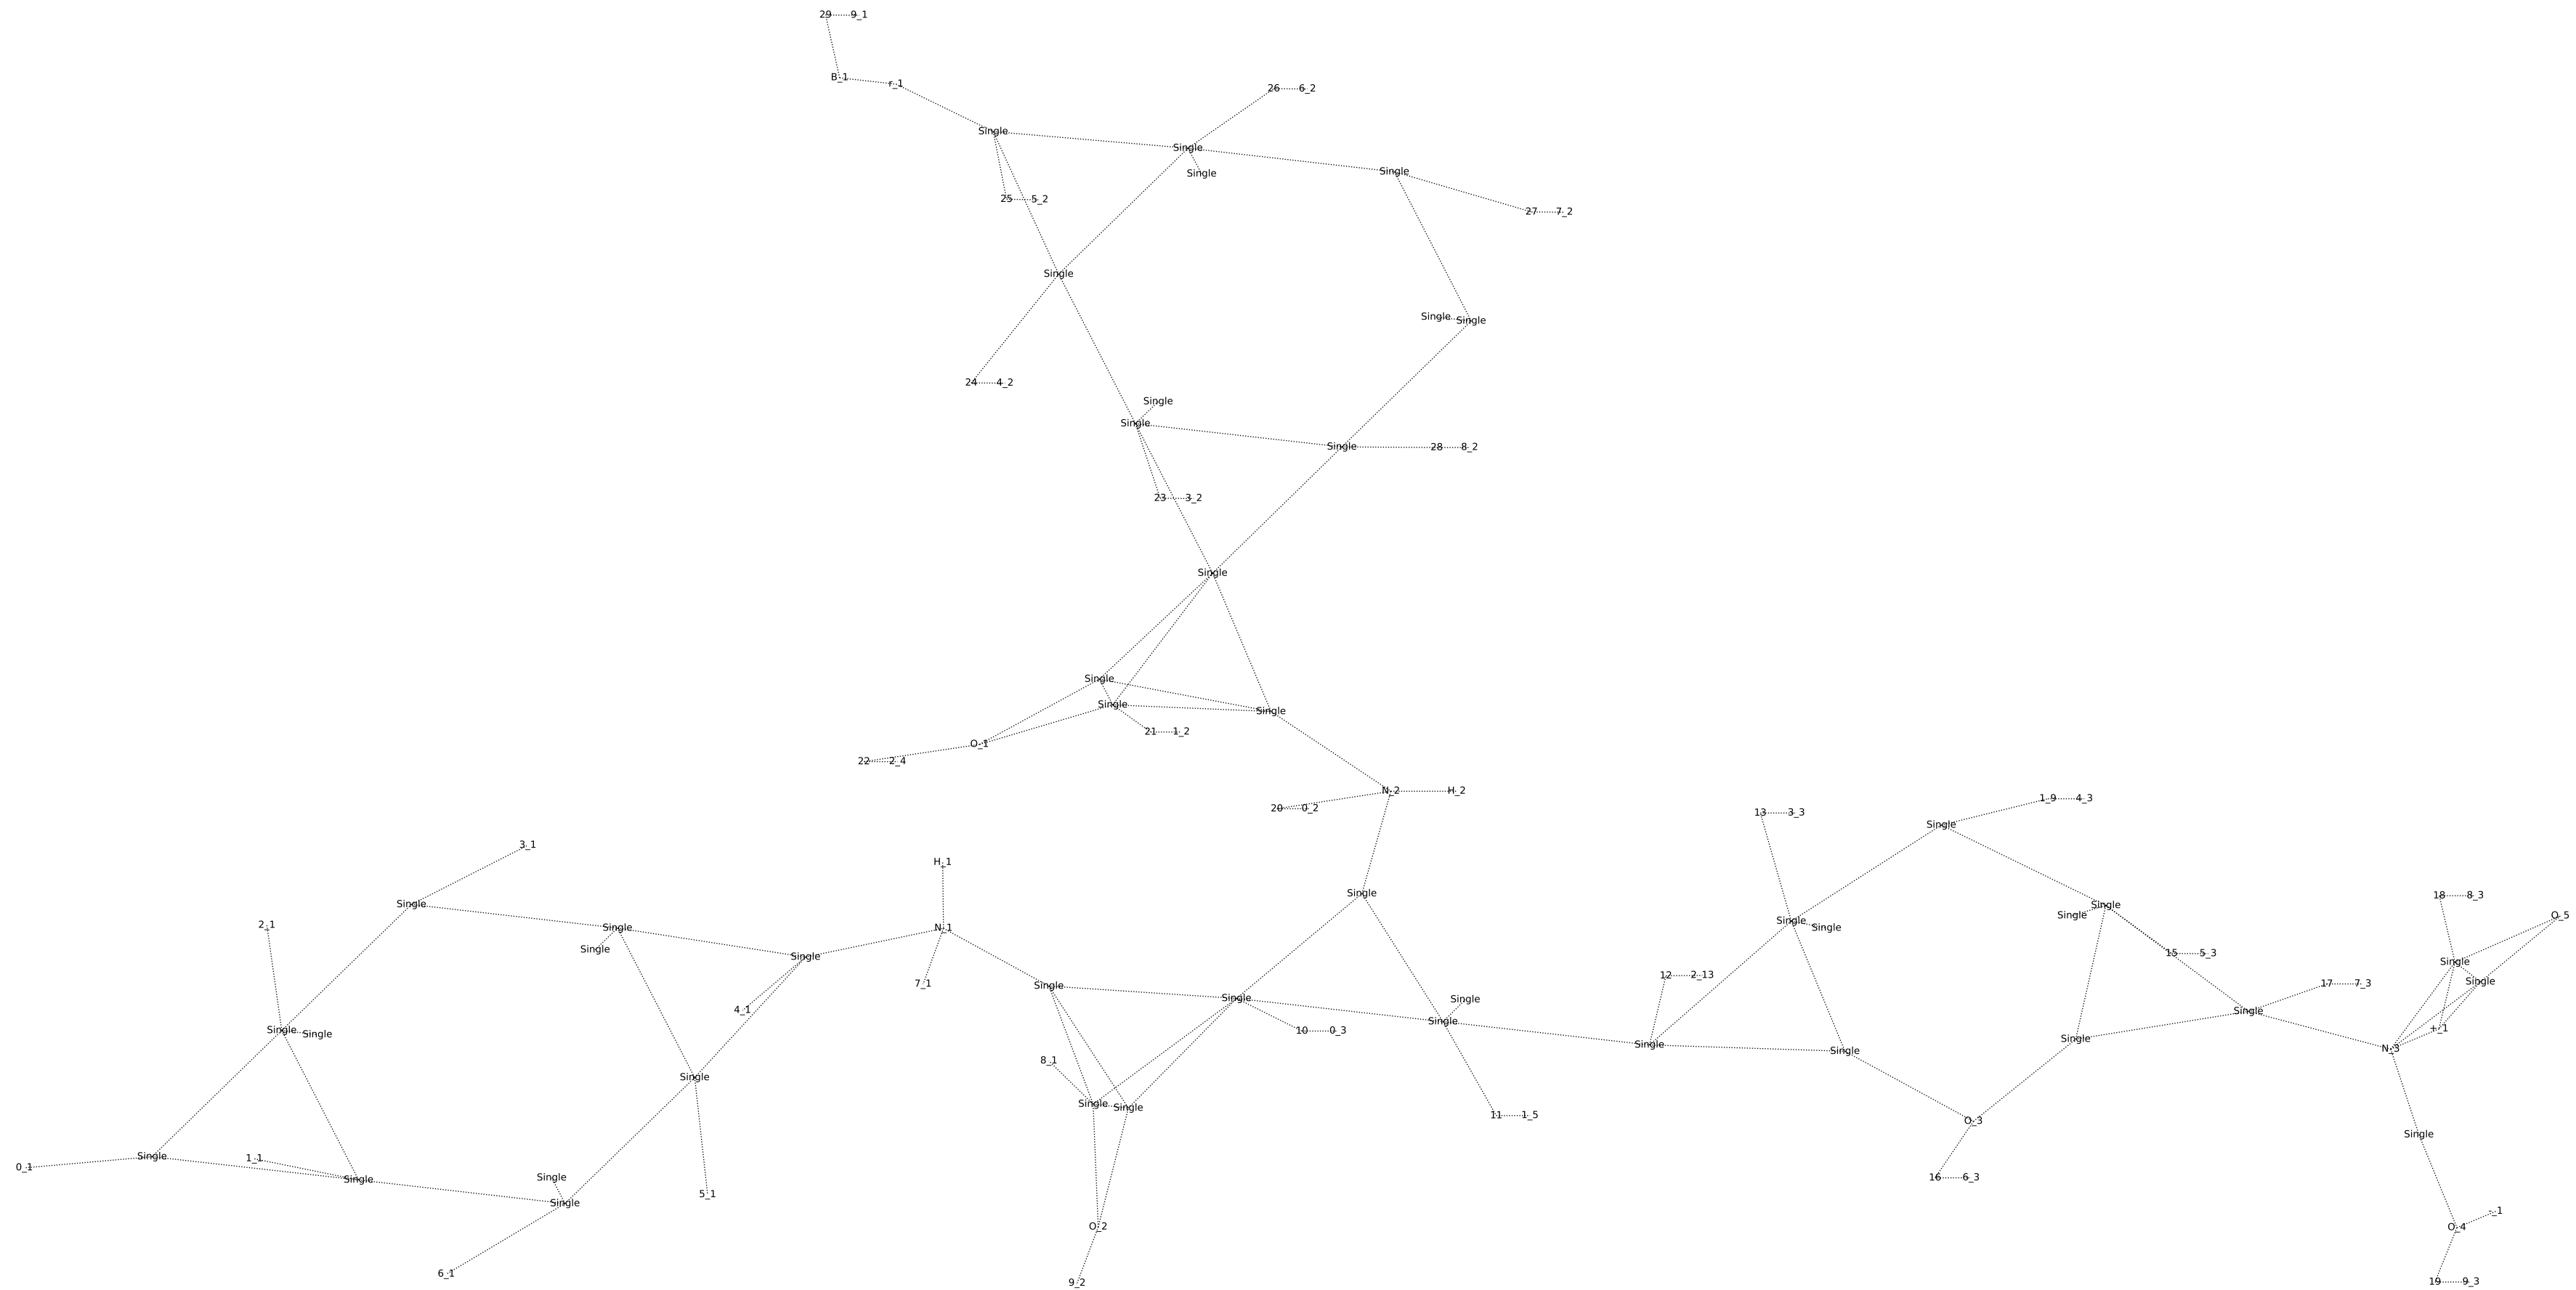 29 9_1
B_1 r_1
26 6_2
Single
Single
Single Single
25 5_2
27 7_2
Single
Single Single
24 4_2
Single
Single
Single 28 8_2
23 3_2
Single
Single
Single Single
21 1_2
O_1
22 2_4
N_2 H_2
20 0_2
1_9 4_3
13 3_3
Single
3_1
H_1
Single
18 8_3
Single
Single
Single
O_5
2_1
Single
Single
Single
N_1
Single
Single
Single
15 5_3
Single
Single
12 2_13
Single
7_1
17 7_3
Single
Single
Single
4_1
Single
Single
10 0_3
Single
+_1
Single
Single
Single
Single
Single
N_3
8_1
Single
Single
Single
11 1_5
O_3
Single
Single
1_1
0_1
Single
Single
16 6_3
5_1
Single
-_1
O_2
O_4
6_1
9_2
19 9_3